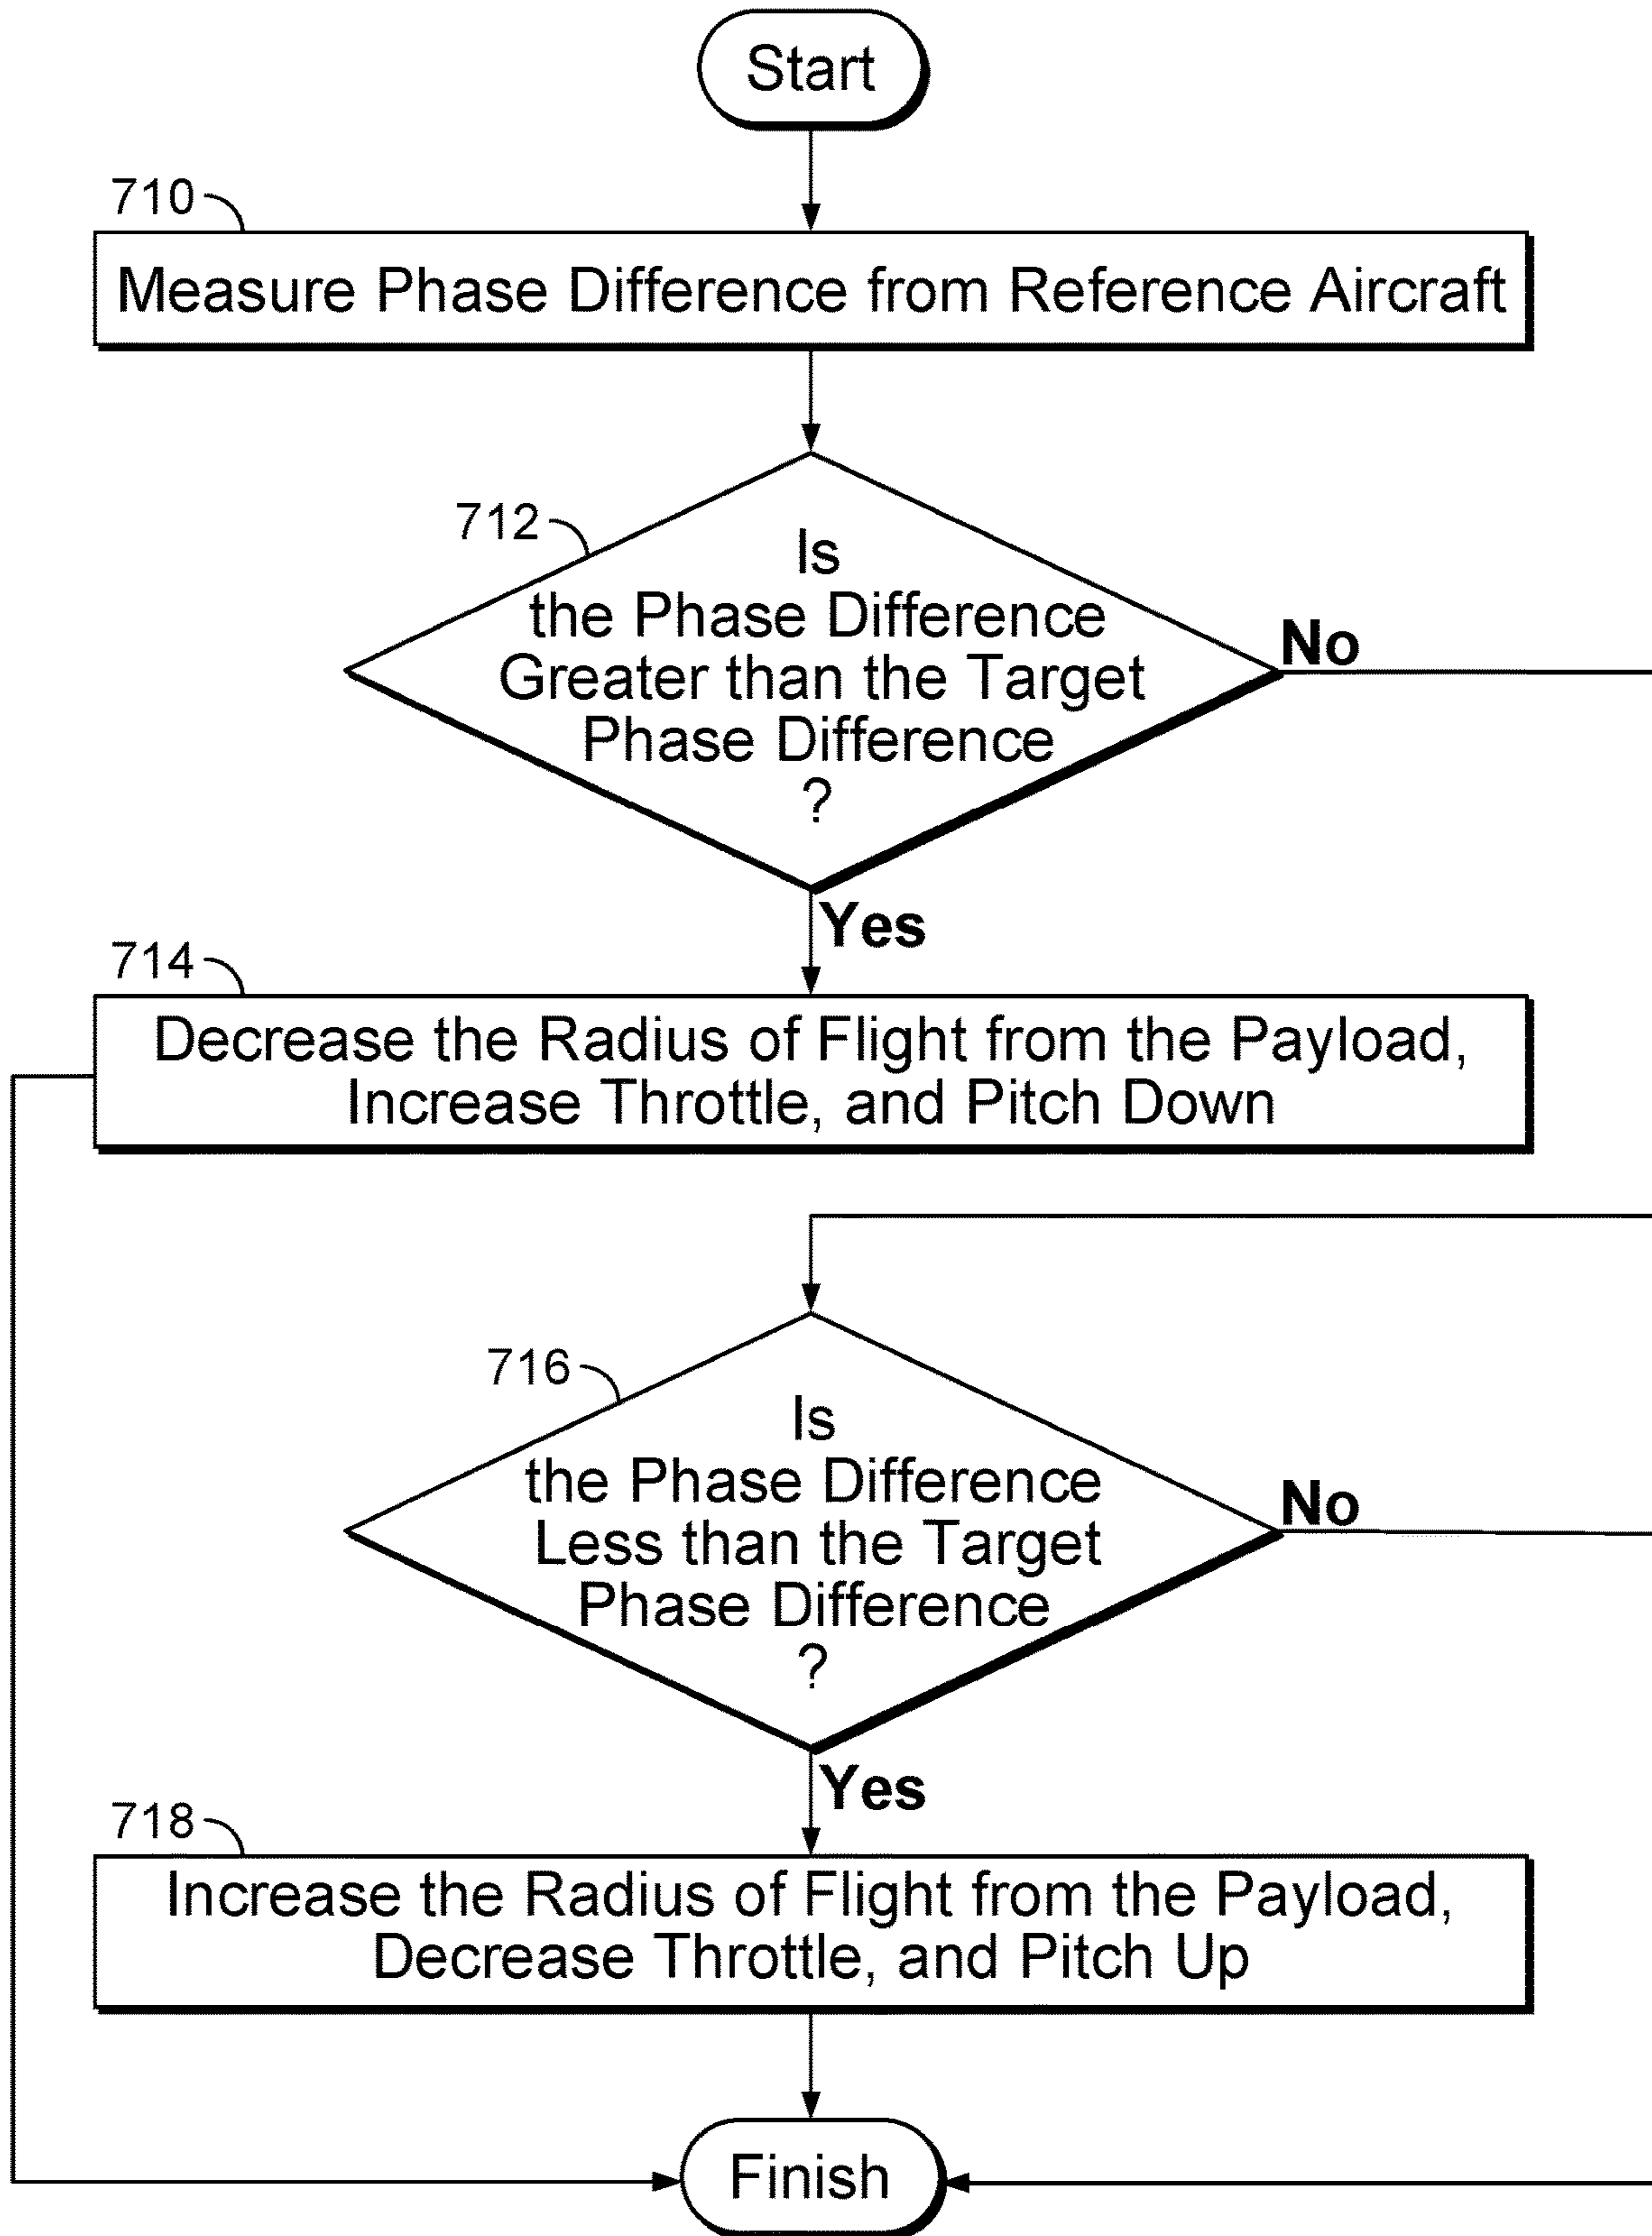 Start
710
Measure Phase Difference from Reference Aircraft
712
Is
the Phase Difference
Greater than the Target
Phase Difference
?
No
Yes
714
Decrease the Radius of Flight from the Payload,
Increase Throttle, and Pitch Down
716
Is
the Phase Difference
Less than the Target
Phase Difference
?
No
Yes
718
Increase the Radius of Flight from the Payload,
Decrease Throttle, and Pitch Up
Finish